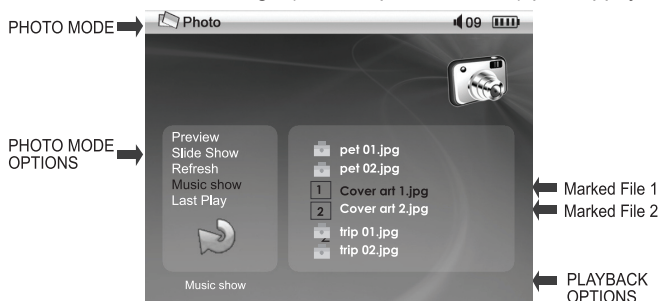 PHOTO MODE
Photo
09
PHOTO MODE
OPTIONS
Preview
Slide Show
Refresh
Music show
Last Play
pet 01.jpg
pet 02.jpg
1 Cover art 1.jpg
2 Cover art 2.jpg
trip 01.jpg
trip 02.jpg
Marked File 1
Marked File 2
Music show
PLAYBACK
OPTIONS